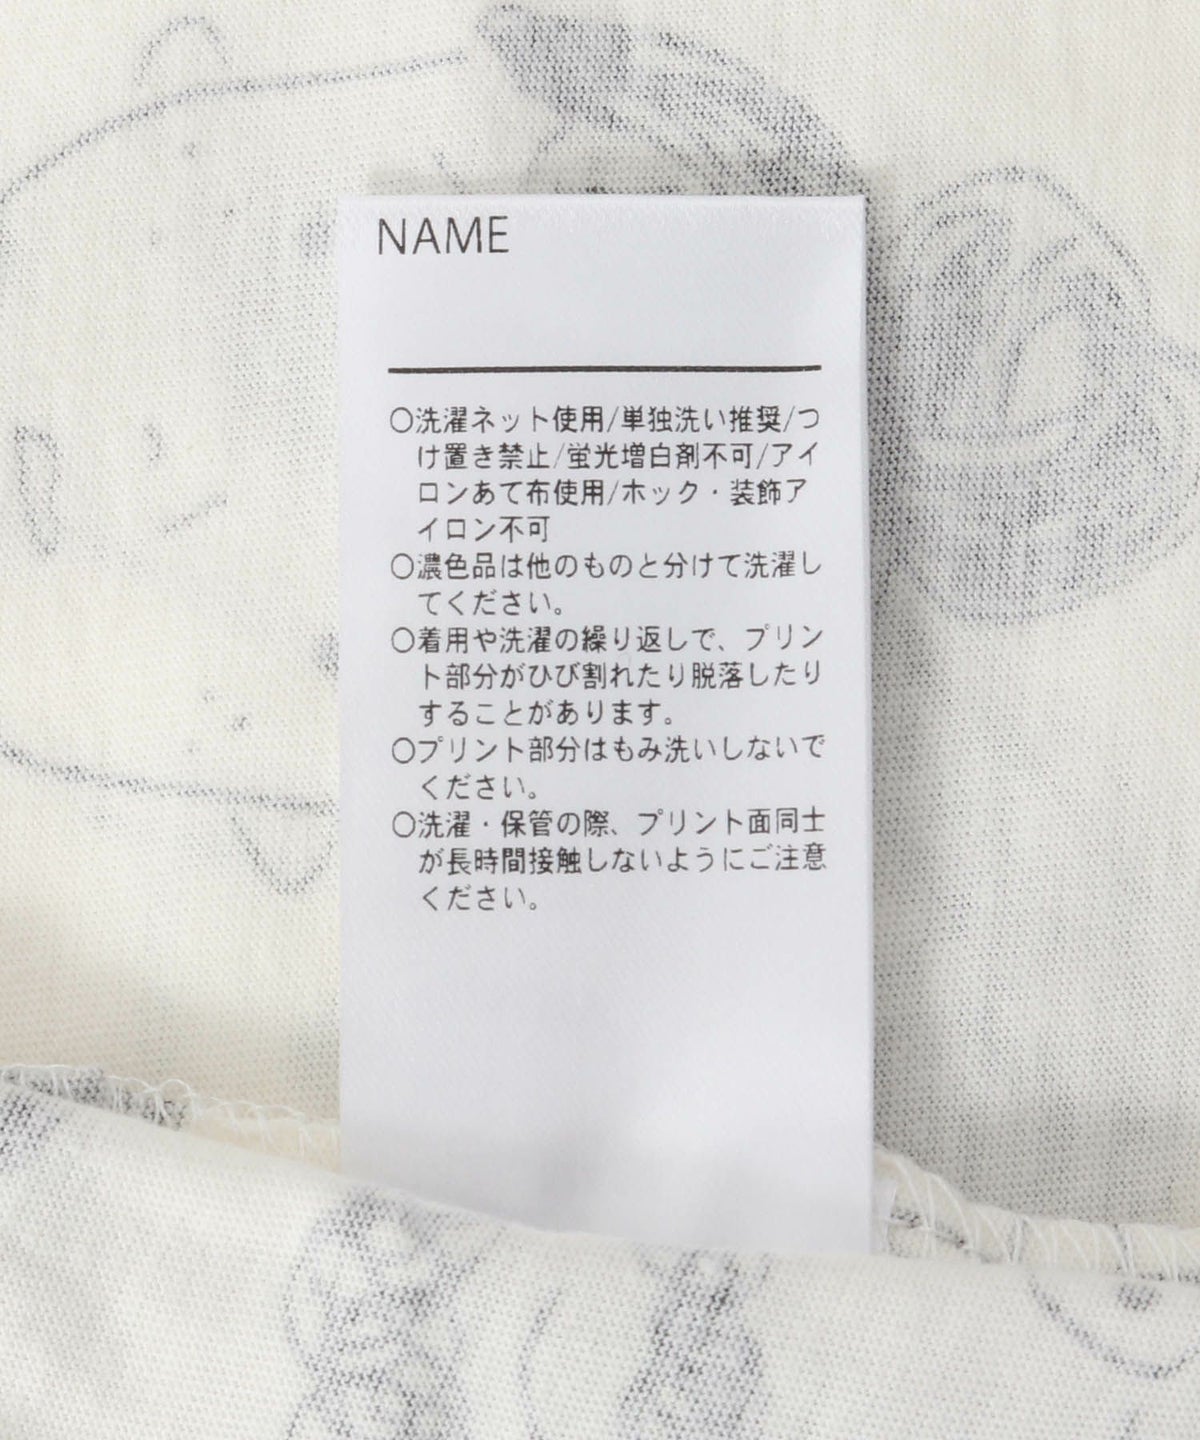 NAME
○洗濯ネット使用/単独洗い推奨/つ
け置き禁止/蛍光増白剤不可/アイ
ロンあて布使用/ホック・装飾ア
イロン不可
○濃色品は他のものと分けて洗濯し
てください。
○着用や洗濯の繰り返しで、プリン
ト部分がひび割れたり脱落したり
することがあります。
○プリント部分はもみ洗いしないで
ください。
○洗濯・保管の際、プリント面同士
が長時間接触しないようにご注意
ください。